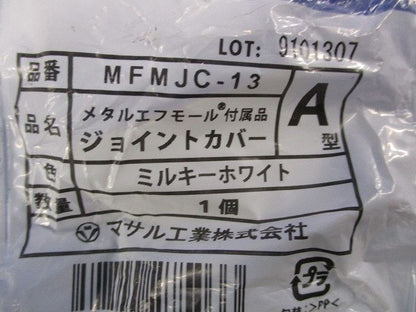 LOT: 9101307
品番 MFMJC-13
品名 メタルエフモール®付属品
ジョイントカバー
A型
色 ミルキーホワイト
数量 1個
マサル工業株式会社
プラ
>PP<